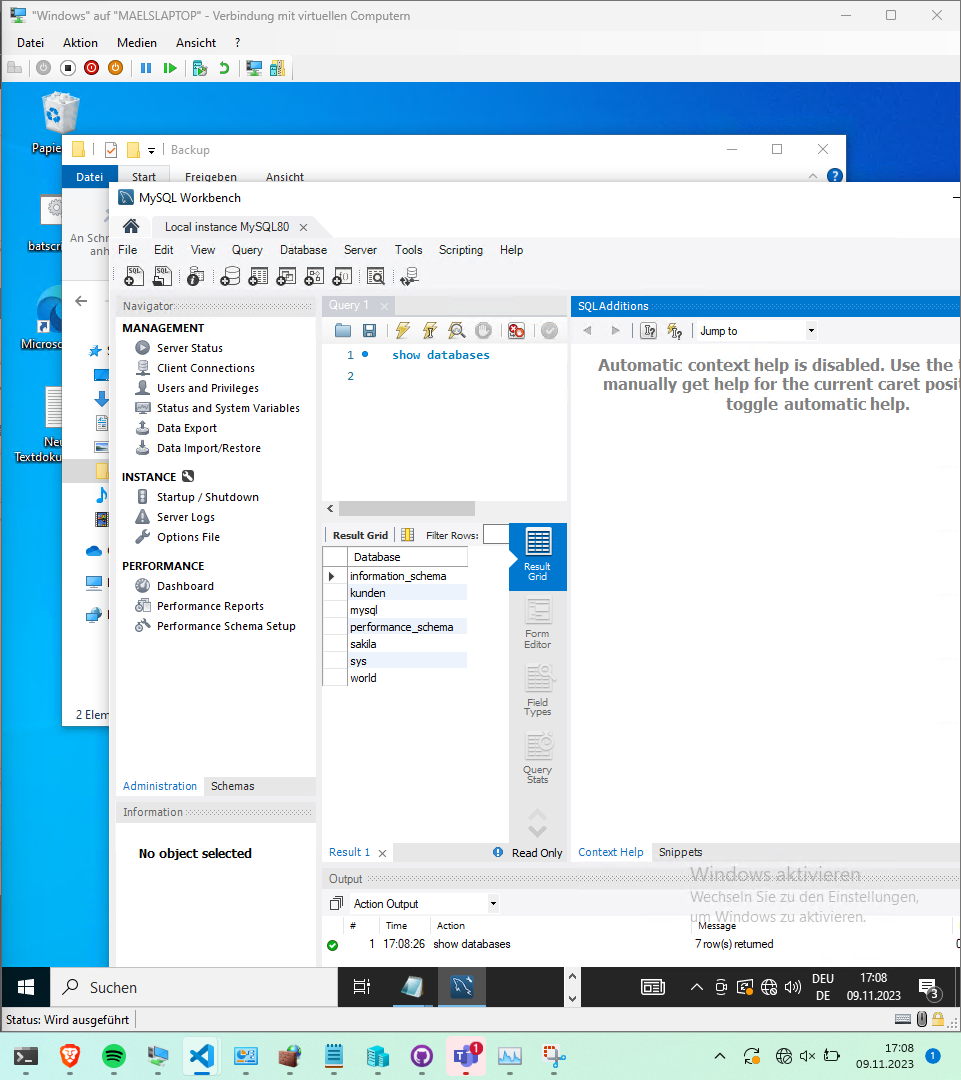 "Windows" auf "MAELSLAPTOP" - Verbindung mit virtuellen Computern
Datei Aktion Medien Ansicht ?
Papie
Backup
Datei Start Freigeben Ansicht
MySQL Workbench
An Schn
anh
batscri
Microso
Neu
Textdoku
2 Elem
Local instance MySQL80
File Edit View Query Database Server Tools Scripting Help
Navigator
MANAGEMENT
Server Status
Client Connections
Users and Privileges
Status and System Variables
Data Export
Data Import/Restore
INSTANCE
Startup / Shutdown
Server Logs
Options File
PERFORMANCE
Dashboard
Performance Reports
Performance Schema Setup
Administration Schemas
Information
No object selected
Query 1
1 show databases
2
Result Grid Filter Rows:
Database
information_schema
kunden
mysql
performance_schema
sakila
sys
world
Result
Grid
Form
Editor
Field
Types
Query
Stats
Result 1
Read Only
SQLAdditions
Jump to
Automatic context help is disabled. Use the t
manually get help for the current caret posit
toggle automatic help.
Context Help Snippets
Output
Action Output
# Time Action Message
1 17:08:26 show databases 7 row(s) returned
Windows aktivieren
Wechseln Sie zu den Einstellungen,
um Windows zu aktivieren.
Suchen
DEU
DE
17:08
09.11.2023
3
Status: Wird ausgeführt
1
17:08
09.11.2023
1